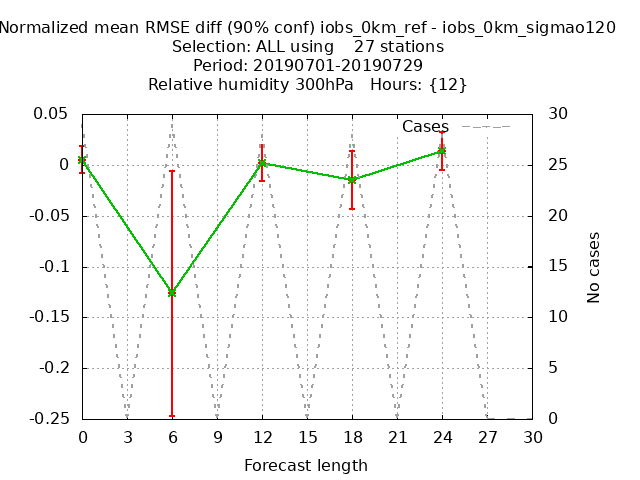 Normalized mean RMSE diff (90% conf) iobs_0km_ref - iobs_0km_sigmao120
Selection: ALL using    27 stations
Period: 20190701-20190729
Relative humidity 300hPa   Hours: {12}
0.05
0
-0.05
-0.1
-0.15
-0.2
-0.25
Cases
30
25
20
15
10
5
0
No cases
0 3 6 9 12 15 18 21 24 27 30
Forecast length